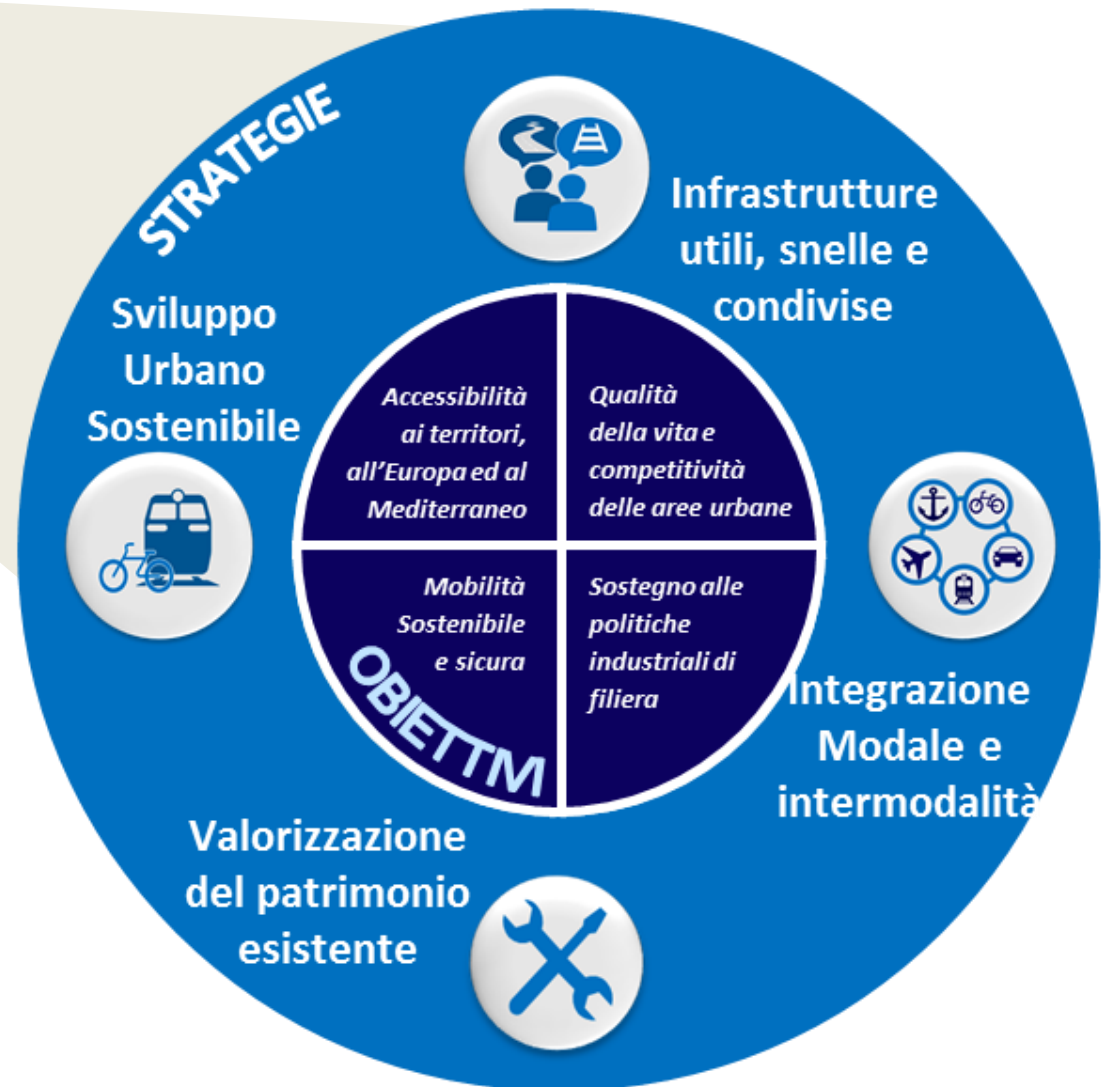 STRATEGIE
Infrastrutture
utili, snelle e
condivise
Sviluppo
Urbano
Sostenibile
Accessibilità
ai territori,
all'Europa ed al
Mediterraneo
Qualità
della vita e
competitività
delle aree urbane
Mobilità
Sostenibile
e sicura
Sostegno alle
politiche
industriali di
filiera
OBIETTM
Integrazione
Modale e
intermodalità
Valorizzazione
del patrimonio
esistente